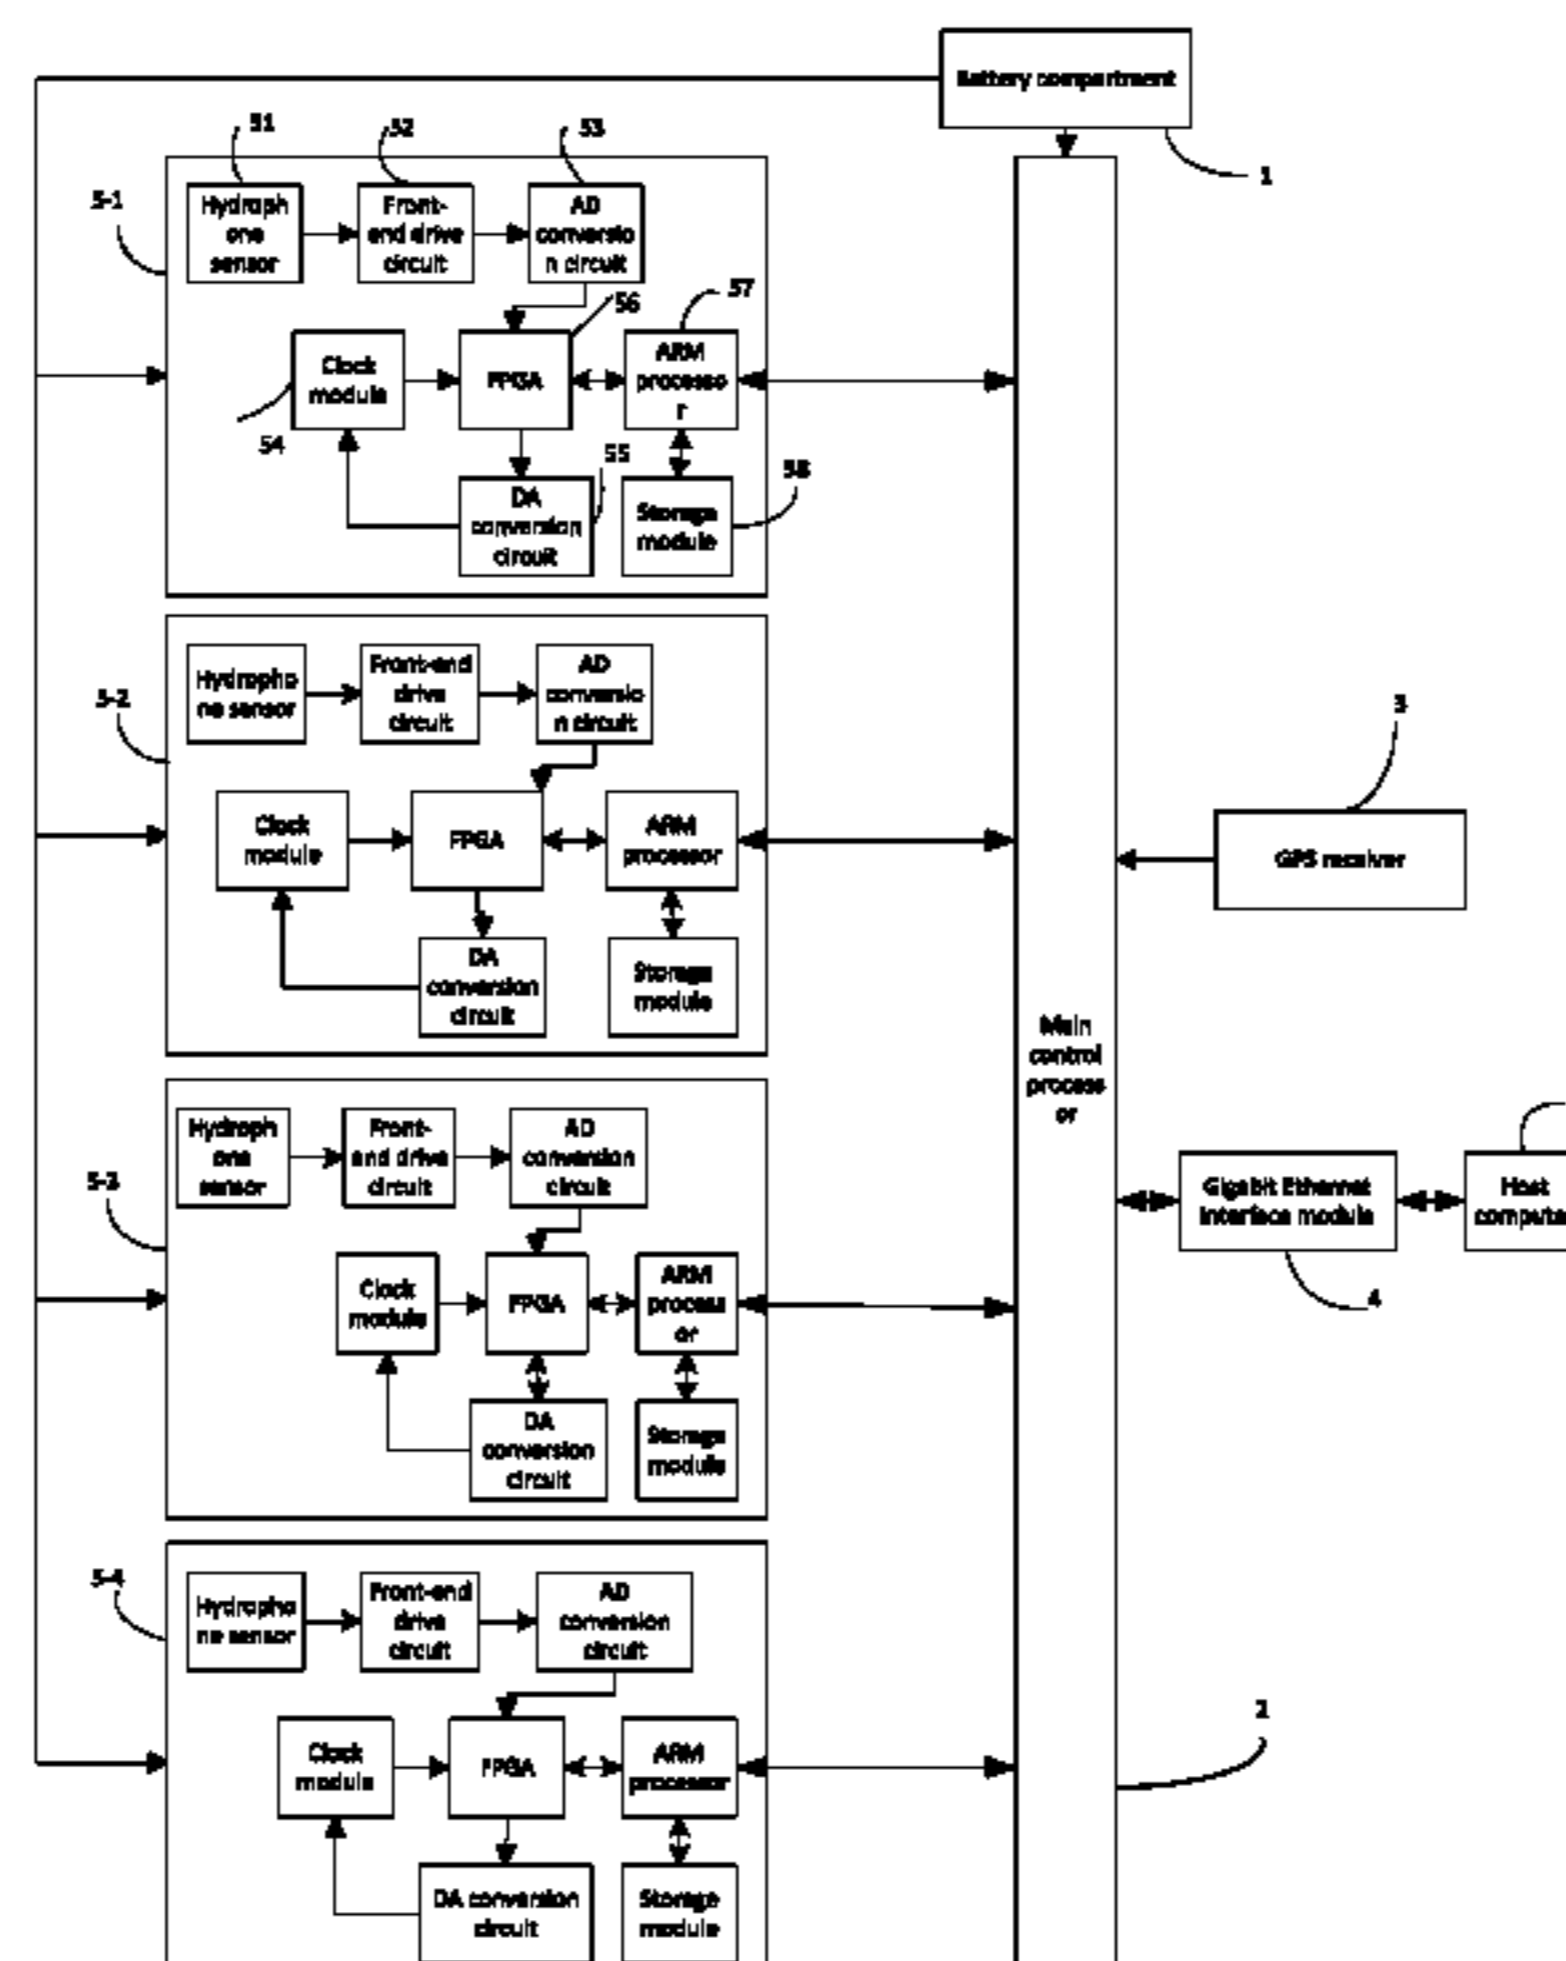 Battery compartment
1
51
52
53
5-1
Hydroph
one
sensor
Front-
end drive
circuit
AD
conversio
n circuit
56
57
Clock
module
FPGA
ARM
processo
r
54
55
58
DA
conversion
circuit
Storage
module
5-2
Hydropho
ne sensor
Front-end
drive
circuit
AD
conversio
n circuit
Clock
module
FPGA
ARM
processor
DA
conversion
circuit
Storage
module
3
GPS receiver
Main
control
process
or
5-3
Hydroph
one
sensor
Front-
end drive
circuit
AD
conversion
circuit
Clock
module
FPGA
ARM
process
or
DA
conversion
circuit
Storage
module
Gigabit Ethernet
interface module
4
Host
compute
5-4
Hydropho
ne sensor
Front-end
drive
circuit
AD
conversion
circuit
Clock
module
FPGA
ARM
processor
DA conversion
circuit
Storage
module
2